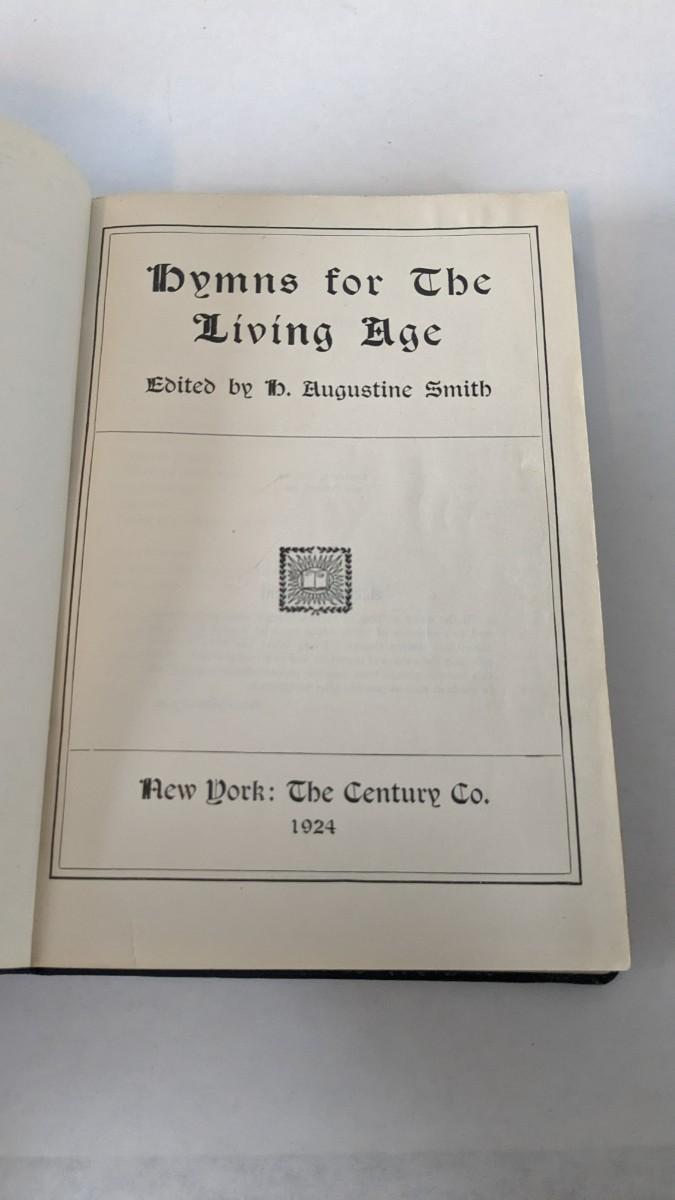 Hymns for The
Living Age
Edited by H. Augustine Smith
New York: The Century Co.
1924